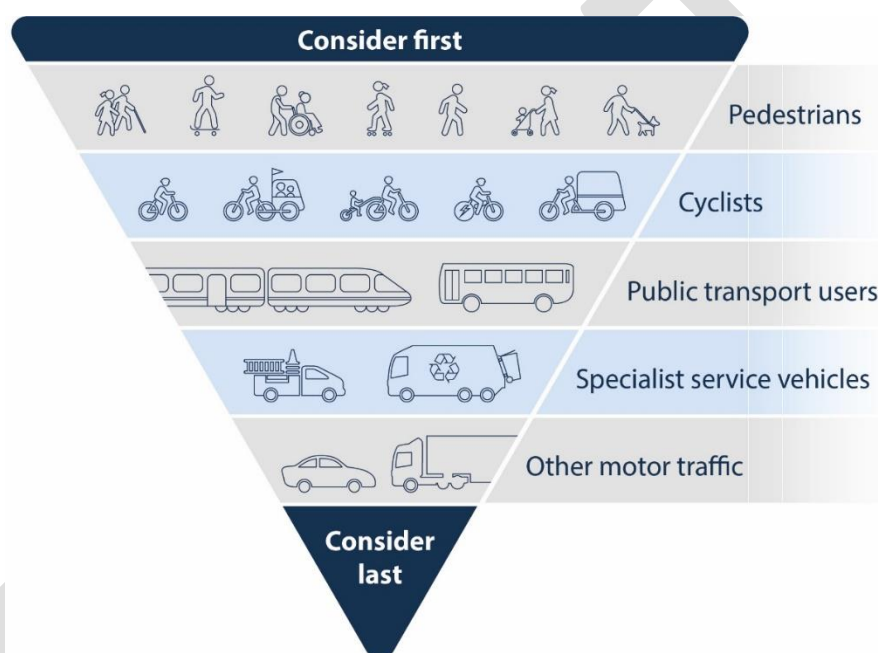 Consider first
Pedestrians
Cyclists
Public transport users
Specialist service vehicles
Other motor traffic
Consider
last